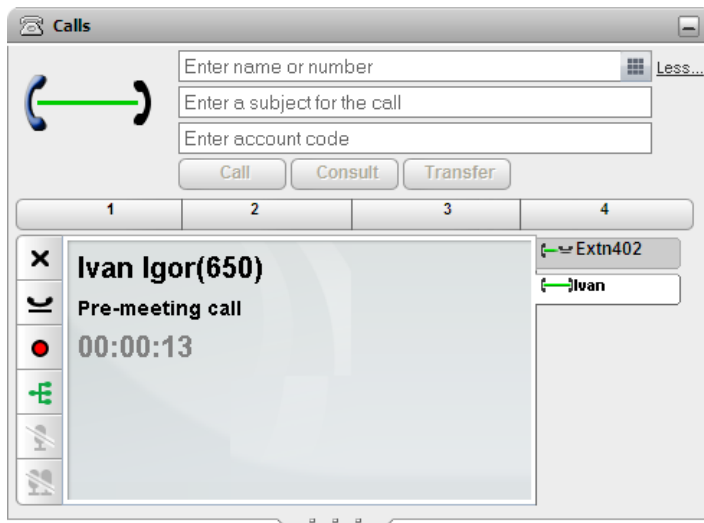 Calls
Enter name or number
Less...
Enter a subject for the call
Enter account code
Call Consult Transfer
1 2 3 4
Ivan Igor(650)
Pre-meeting call
00:00:13
Extn402
Ivan